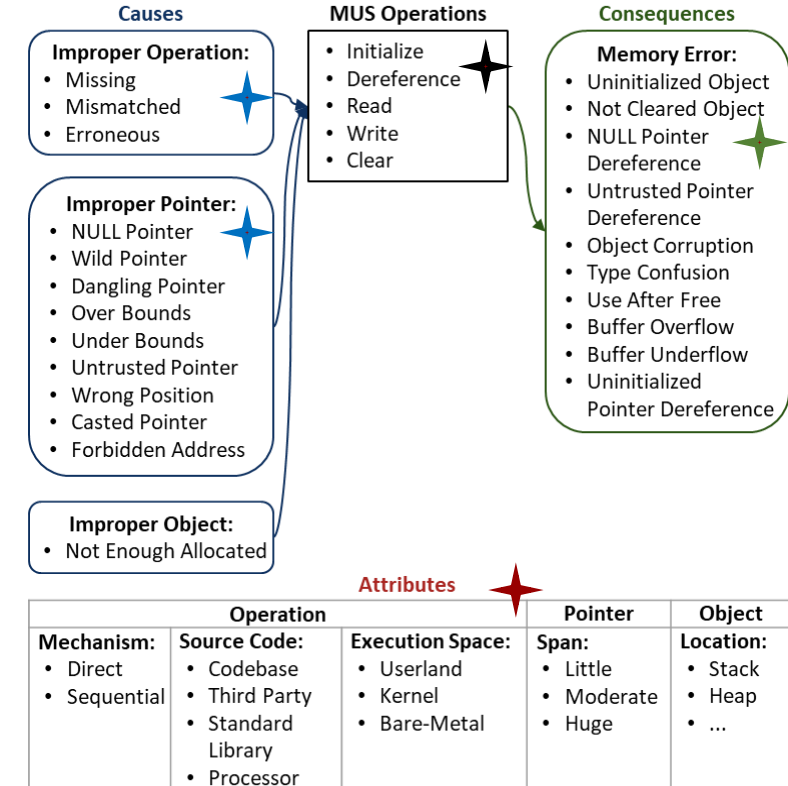 Causes
Improper Operation:
• Missing
• Mismatched
• Erroneous
Improper Pointer:
• NULL Pointer
• Wild Pointer
• Dangling Pointer
• Over Bounds
• Under Bounds
• Untrusted Pointer
• Wrong Position
• Casted Pointer
• Forbidden Address
Improper Object:
• Not Enough Allocated
MUS Operations
• Initialize
• Dereference
• Read
• Write
• Clear
Consequences
Memory Error:
• Uninitialized Object
• Not Cleared Object
• NULL Pointer
Dereference
• Untrusted Pointer
Dereference
• Object Corruption
• Type Confusion
• Use After Free
• Buffer Overflow
• Buffer Underflow
• Uninitialized
Pointer Dereference
Attributes
Operation
Mechanism:
• Direct
• Sequential
Source Code:
• Codebase
• Third Party
• Standard
Library
• Processor
Execution Space:
• Userland
• Kernel
• Bare-Metal
Pointer
Span:
• Little
• Moderate
• Huge
Object
Location:
• Stack
• Heap
• ...